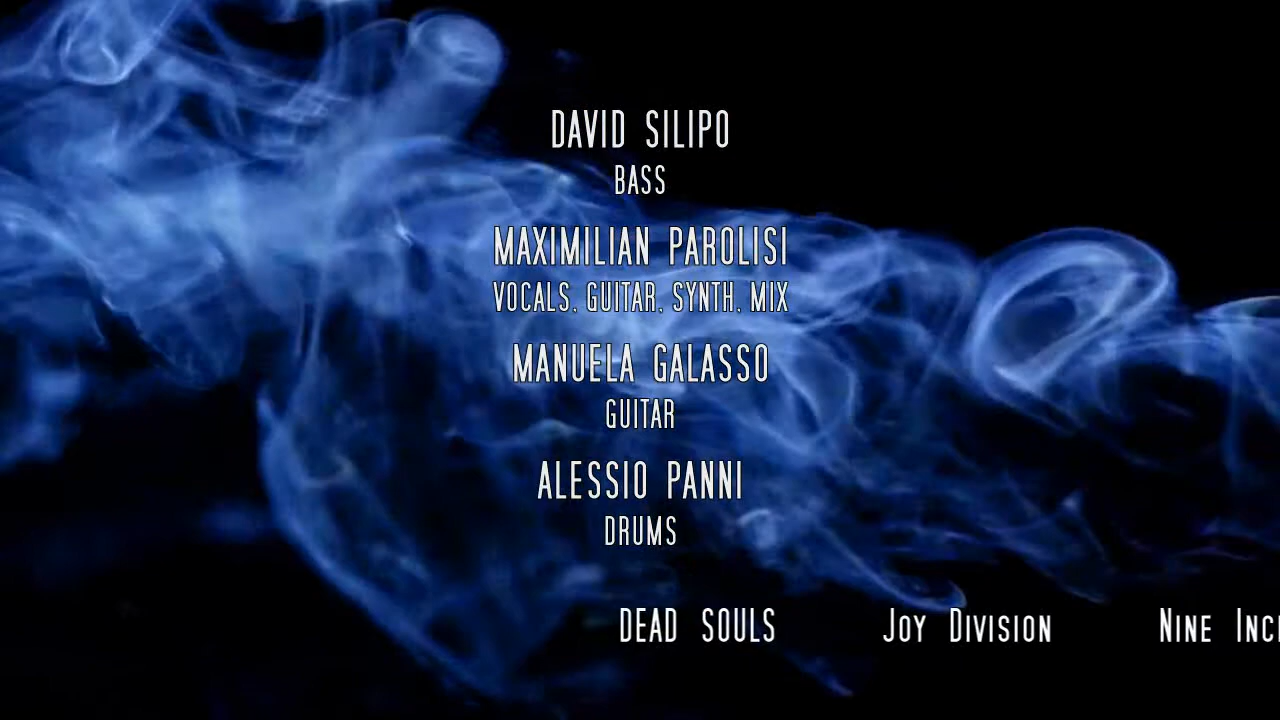 DAVID SILIPO
BASS
MAXIMILIAN PAROLISI
VOCALS, GUITAR, SYNTH, MIX
MANUELA GALASSO
GUITAR
ALESSIO PANNI
DRUMS
DEAD SOULS Joy Division Nine